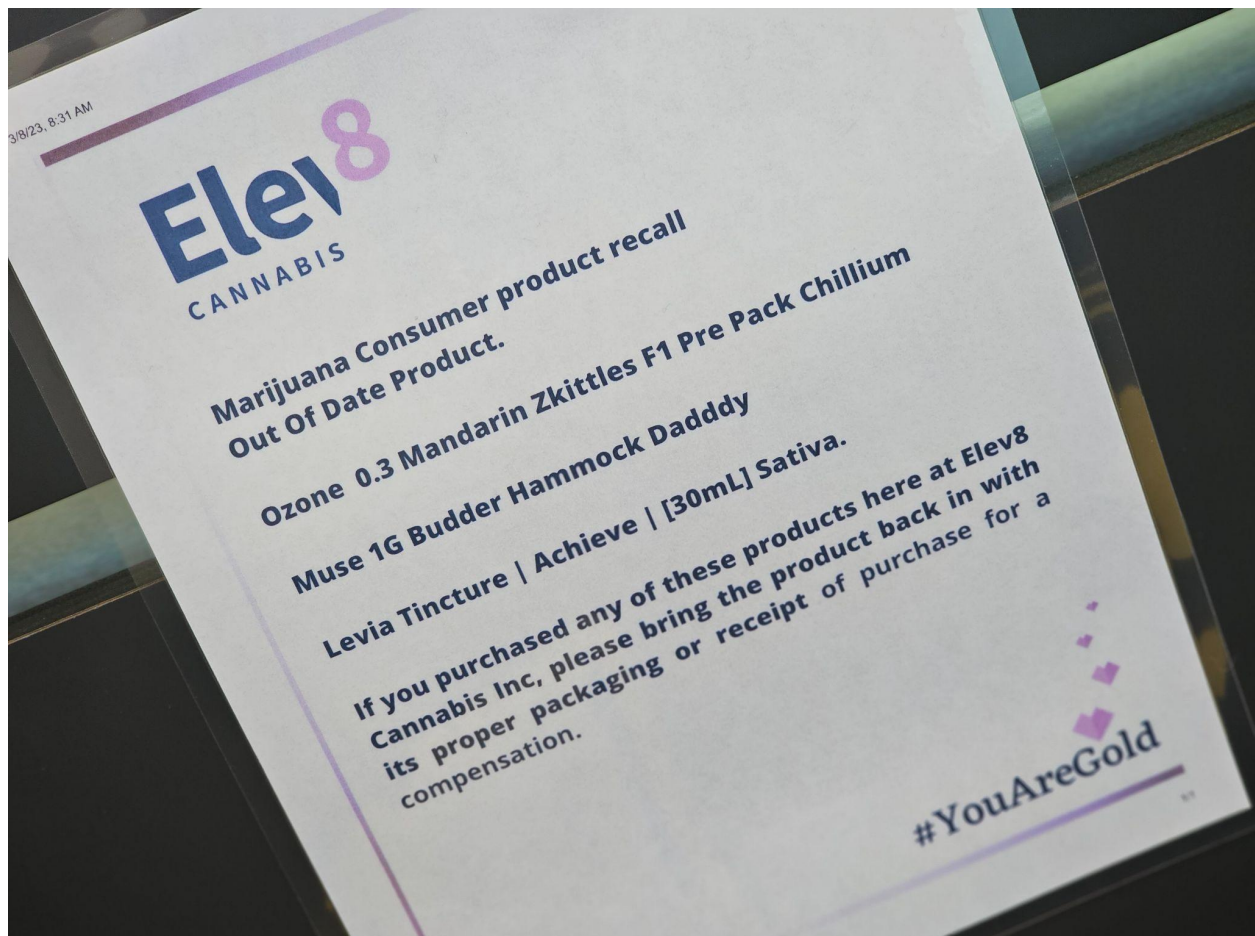 3/8/23, 8:31 AM
Elev8
CANNABIS
Marijuana Consumer product recall
Out Of Date Product.
Ozone 0.3 Mandarin Zkittles F1 Pre Pack Chillium
Muse 1G Budder Hammock Dadddy
Levia Tincture | Achieve | [30mL] Sativa.
If you purchased any of these products here at Elev8
Cannabis Inc, please bring the product back in with
its proper packaging or receipt of purchase for a
compensation.
#YouAreGold